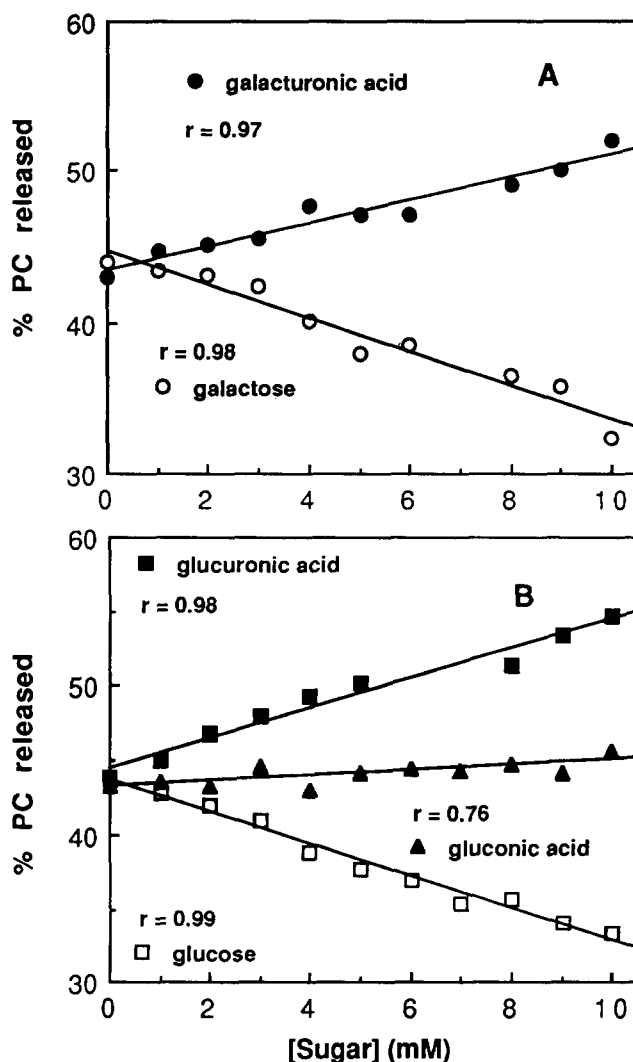 60
A
galacturonic acid
r = 0.97
50
% PC released
40
r = 0.98
galactose
30
0 2 4 6 8 10
60
glucuronic acid
B
r = 0.98
50
% PC released
r = 0.76
40
gluconic acid
r = 0.99
glucose
30
0 2 4 6 8 10
[Sugar] (mM)